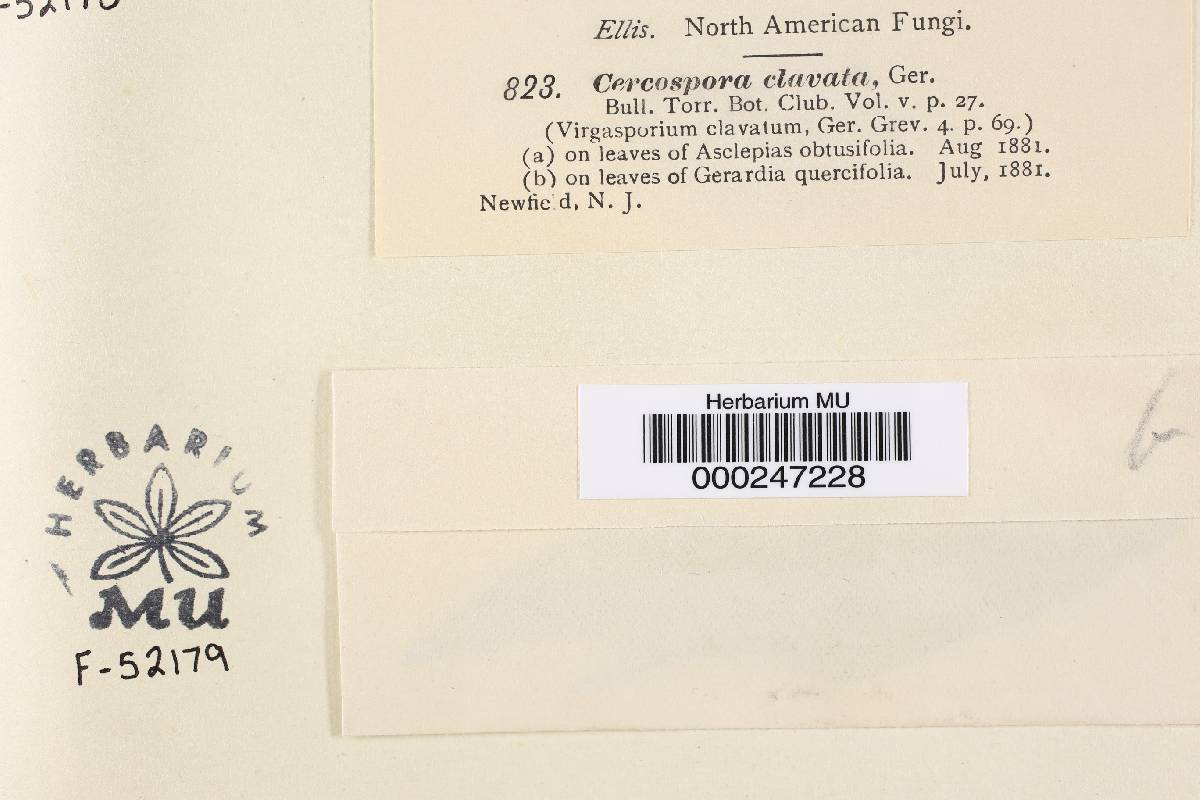 Ellis. North American Fungi.
823. Cercospora clavata, Ger.
Bull. Torr. Bot. Club. Vol. v. p. 27.
(Virgasporium clavatum, Ger. Grev. 4. p. 69.)
(a) on leaves of Asclepias obtusifolia. Aug 1881.
(b) on leaves of Gerardia quercifolia. July, 1881.
Newfie d, N. J.
Herbarium MU
000247228
HERBARIUM
MU
F-52179